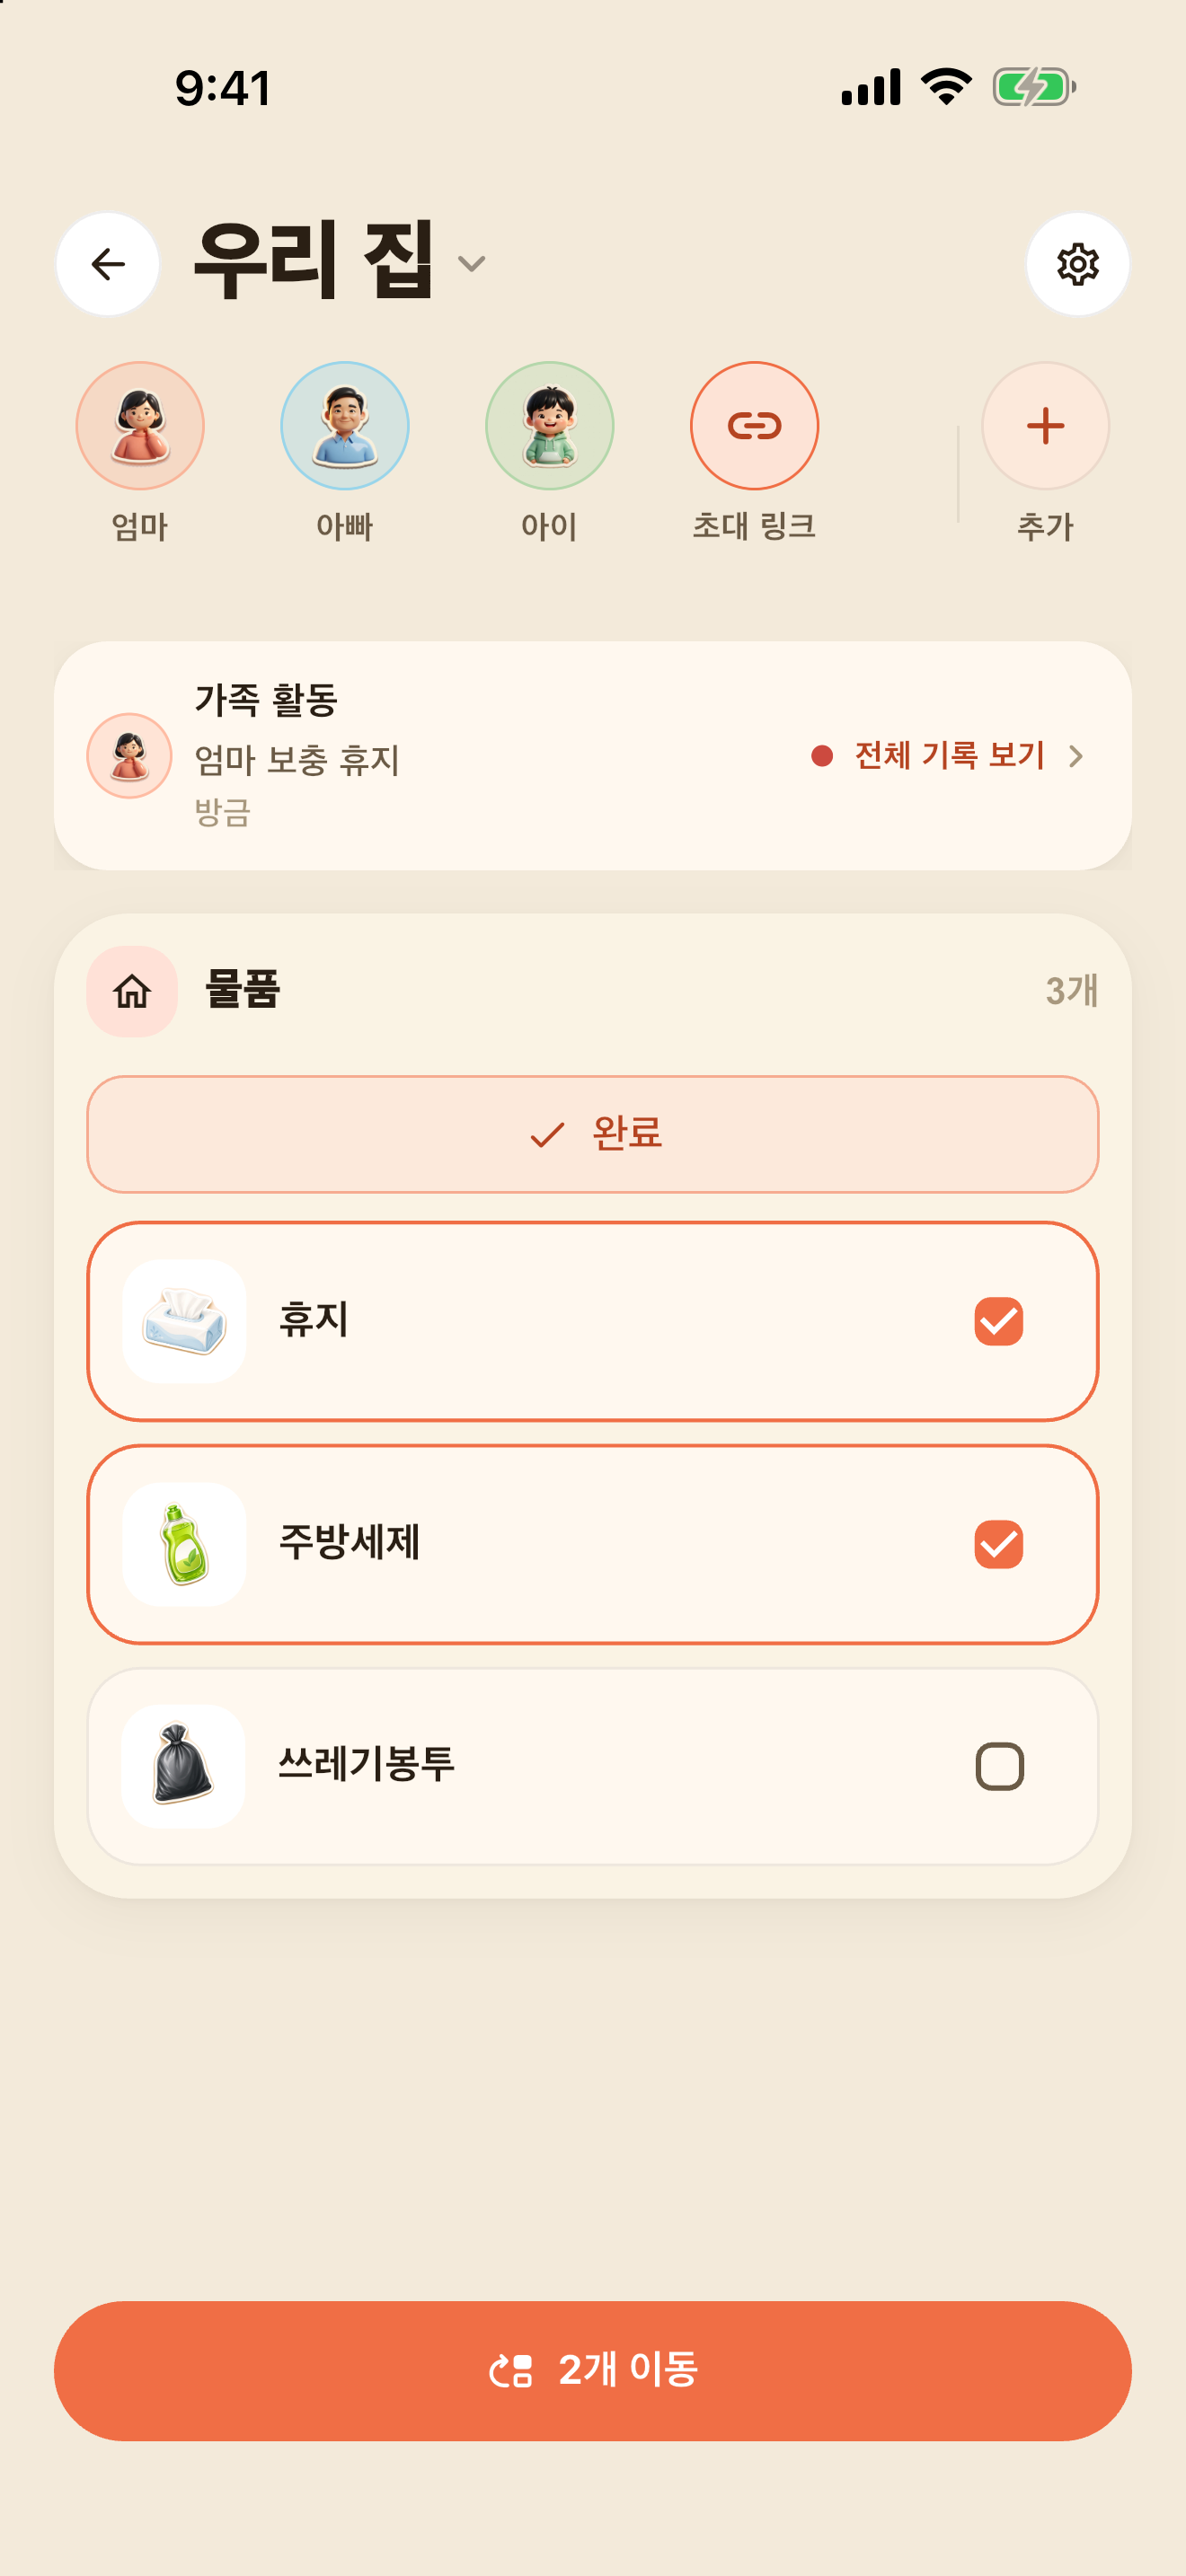 9:41
우리 집
엄마
아빠
아이
초대 링크
추가
가족 활동
엄마 보충 휴지
방금
전체 기록 보기
물품
3개
완료
휴지
주방세제
쓰레기봉투
2개 이동